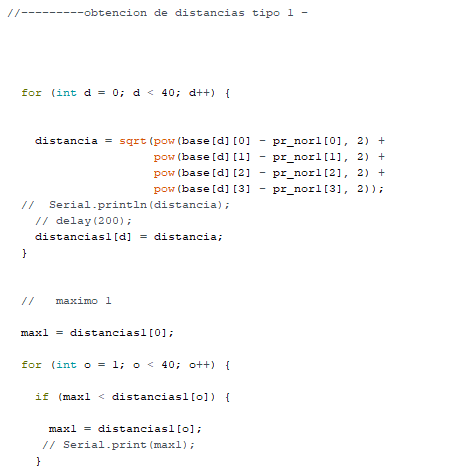 //---------obtencion de distancias tipo 1 -
for (int d = 0; d < 40; d++) {
distancia = sqrt(pow(base[d][0] - pr_nor1[0], 2) +
pow(base[d][1] - pr_nor1[1], 2) +
pow(base[d][2] - pr_nor1[2], 2) +
pow(base[d][3] - pr_nor1[3], 2));
//  Serial.println(distancia);
// delay(200);
distancias1[d] = distancia;
}
//   maximo 1
max1 = distancias1[0];
for (int o = 1; o < 40; o++) {
if (max1 < distancias1[o]) {
max1 = distancias1[o];
// Serial.print(max1);
}